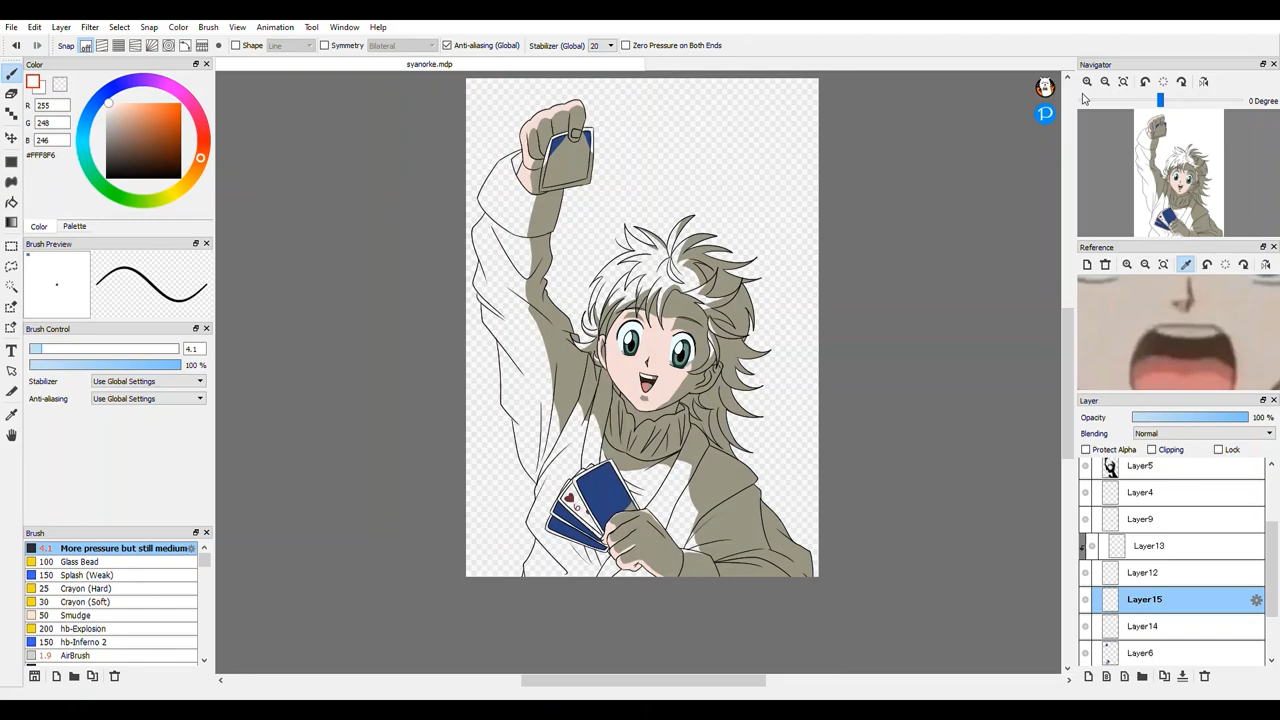 File Edit Layer Filter Select Snap Color Brush View Animation Tool Window Help
Snap off Shape Line Symmetry Bilateral Anti-aliasing (Global) Stabilizer (Global) 20 Zero Pressure on Both Ends
Color
syanorke.mdp
Navigator
R 255
G 248
B 246
#FFF8F6
0 Degree
Color Palette
Brush Preview
Reference
Brush Control
4.1
100 %
Stabilizer Use Global Settings
Anti-aliasing Use Global Settings
Layer
Opacity 100 %
Blending Normal
Protect Alpha Clipping Lock
Layer5
Layer4
Layer9
Layer13
Layer12
Layer15
Layer14
Layer6
Brush
4.1 More pressure but still medium
100 Glass Bead
150 Splash (Weak)
25 Crayon (Hard)
30 Crayon (Soft)
50 Smudge
200 hb-Explosion
150 hb-Inferno 2
1.9 AirBrush